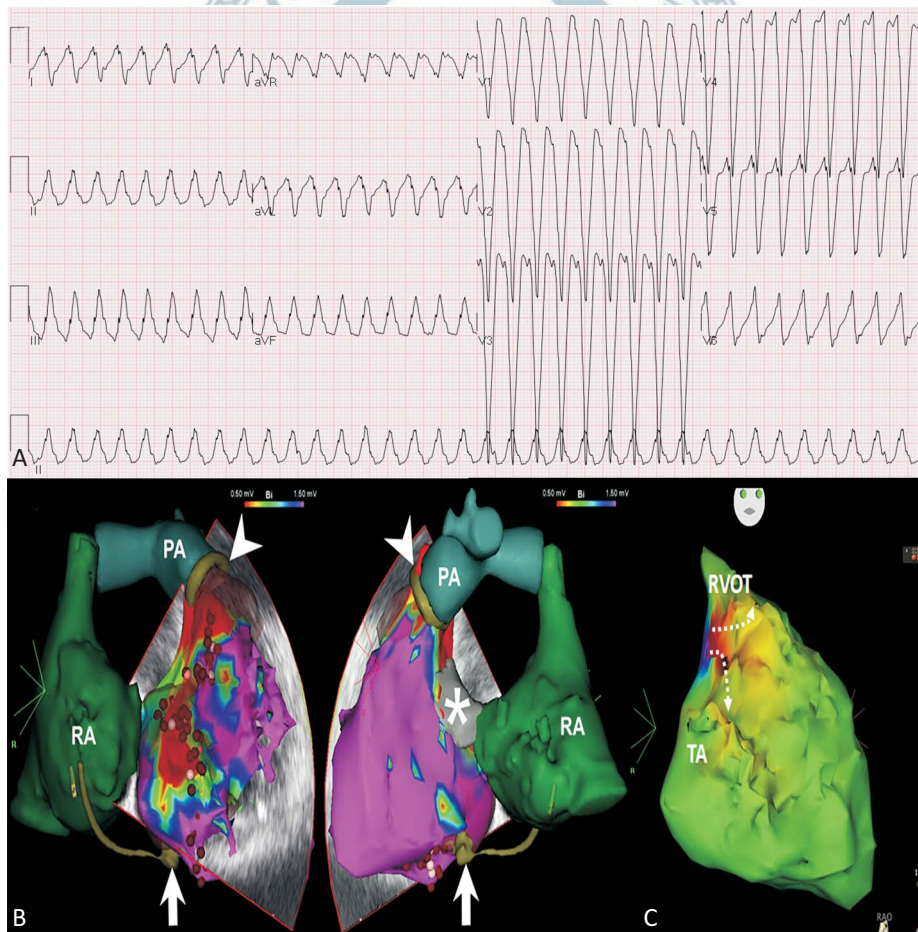 I aVR V1 V4
II aVL V2 V5
III aVF V3 V6
II
A
0.50 mV Bi 1.50 mV
0.50 mV Bi 1.50 mV
PA
PA
RVOT
RA
RA
TA
R
R
*
B
C
RAO